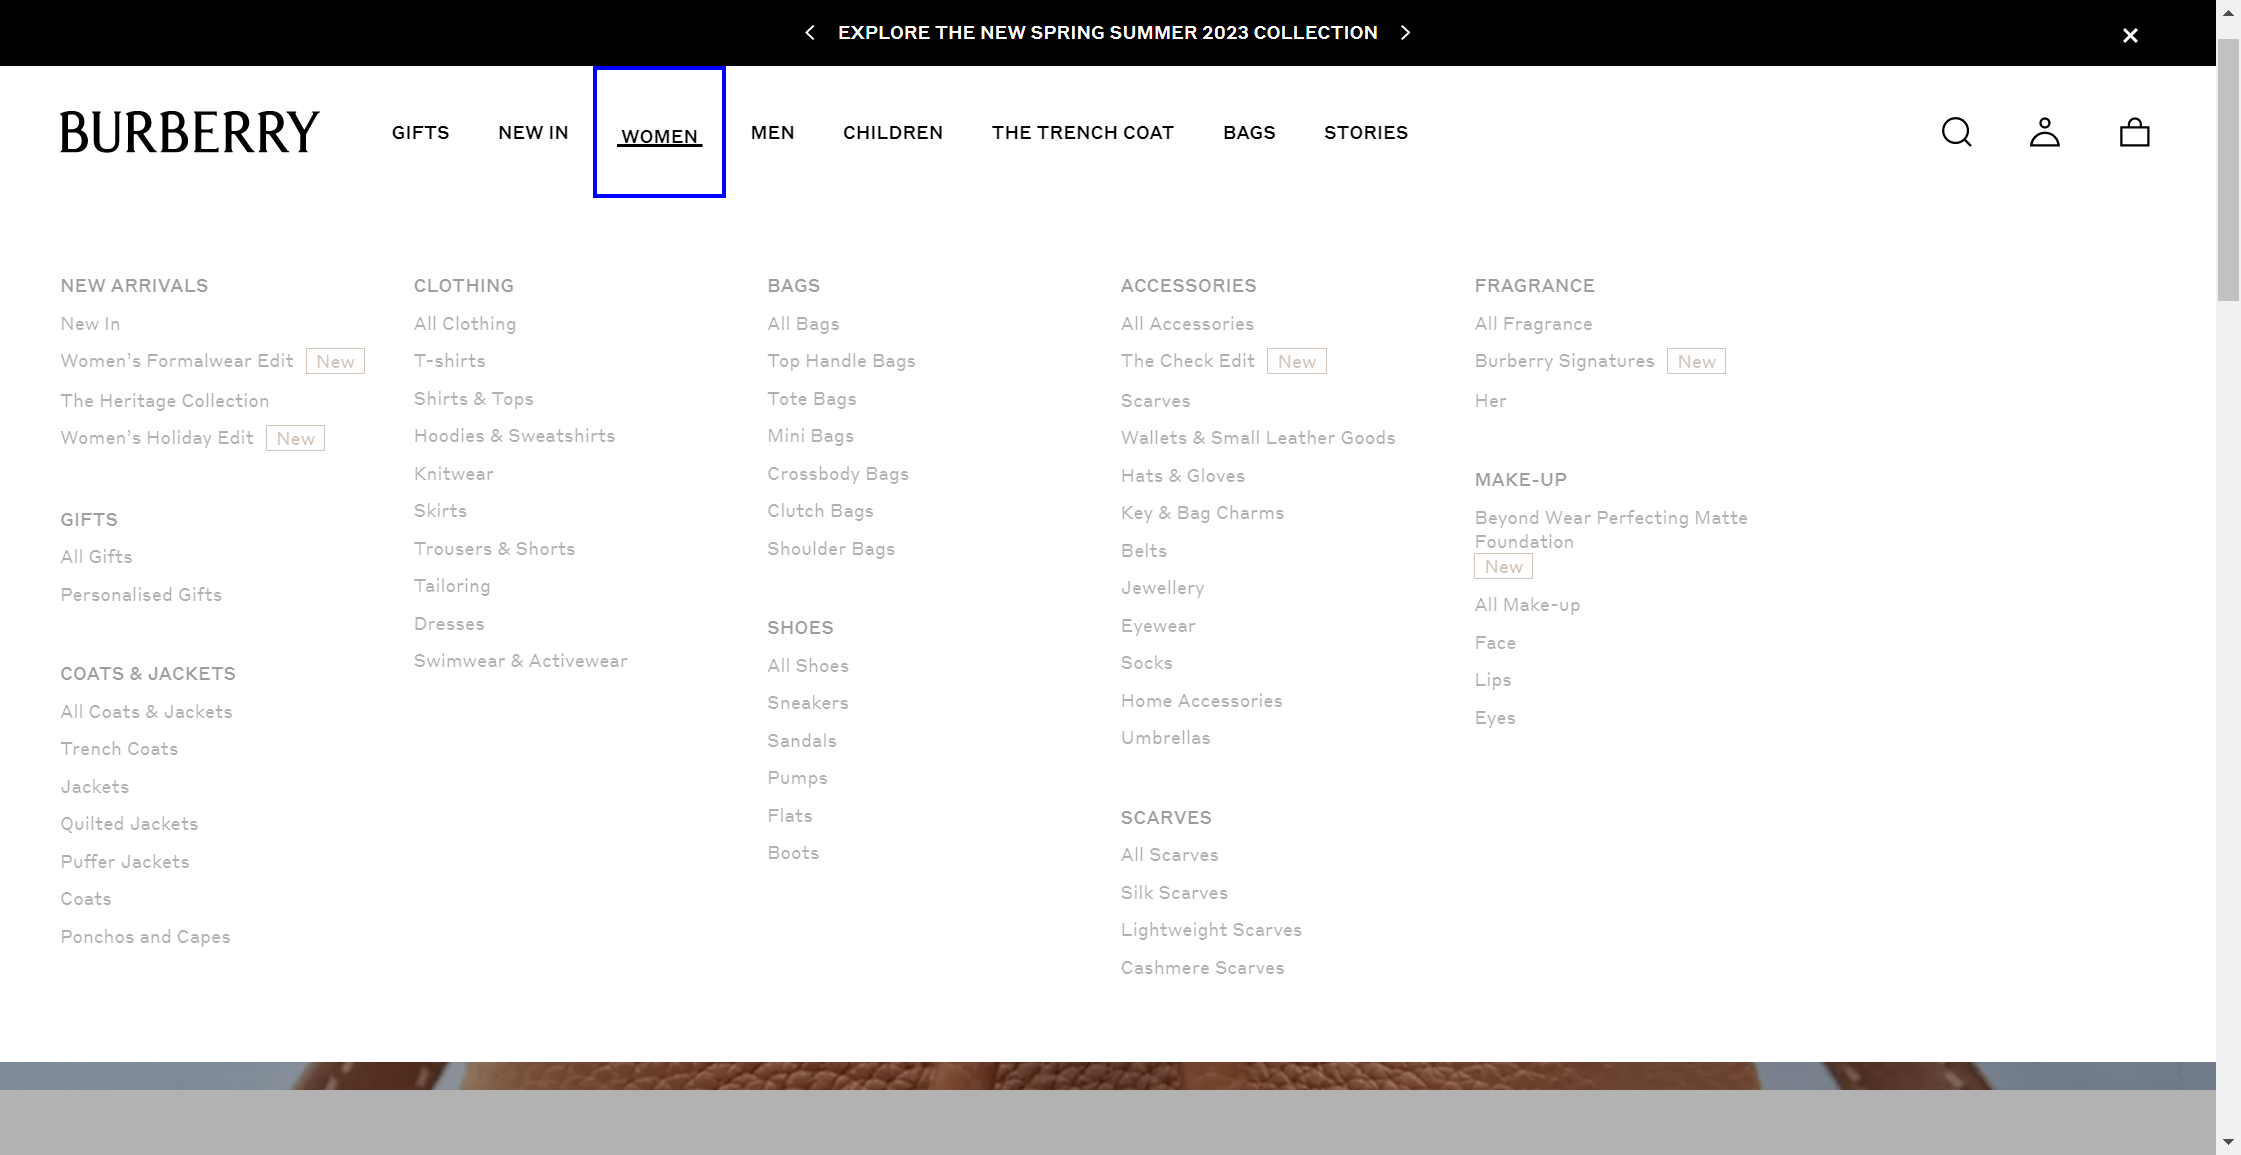 EXPLORE THE NEW SPRING SUMMER 2023 COLLECTION
BURBERRY
GIFTS
NEW IN
WOMEN
MEN
CHILDREN
THE TRENCH COAT
BAGS
STORIES
NEW ARRIVALS
New In
Women’s Formalwear Edit New
The Heritage Collection
Women’s Holiday Edit New
GIFTS
All Gifts
Personalised Gifts
COATS & JACKETS
All Coats & Jackets
Trench Coats
Jackets
Quilted Jackets
Puffer Jackets
Coats
Ponchos and Capes
CLOTHING
All Clothing
T-shirts
Shirts & Tops
Hoodies & Sweatshirts
Knitwear
Skirts
Trousers & Shorts
Tailoring
Dresses
Swimwear & Activewear
BAGS
All Bags
Top Handle Bags
Tote Bags
Mini Bags
Crossbody Bags
Clutch Bags
Shoulder Bags
SHOES
All Shoes
Sneakers
Sandals
Pumps
Flats
Boots
ACCESSORIES
All Accessories
The Check Edit New
Scarves
Wallets & Small Leather Goods
Hats & Gloves
Key & Bag Charms
Belts
Jewellery
Eyewear
Socks
Home Accessories
Umbrellas
SCARVES
All Scarves
Silk Scarves
Lightweight Scarves
Cashmere Scarves
FRAGRANCE
All Fragrance
Burberry Signatures New
Her
MAKE-UP
Beyond Wear Perfecting Matte
Foundation
New
All Make-up
Face
Lips
Eyes